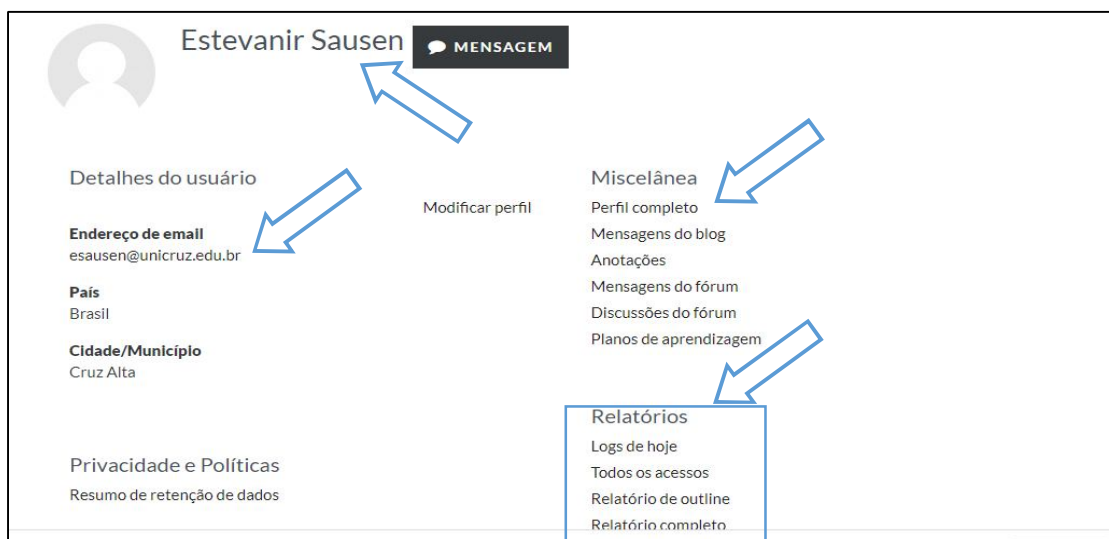 Estevanir Sausen
MENSAGEM
Detalhes do usuário
Modificar perfil
Endereço de email
esausen@unicruz.edu.br
País
Brasil
Cidade/Município
Cruz Alta
Privacidade e Políticas
Resumo de retenção de dados
Miscelânea
Perfil completo
Mensagens do blog
Anotações
Mensagens do fórum
Discussões do fórum
Planos de aprendizagem
Relatórios
Logs de hoje
Todos os acessos
Relatório de outline
Relatório completo